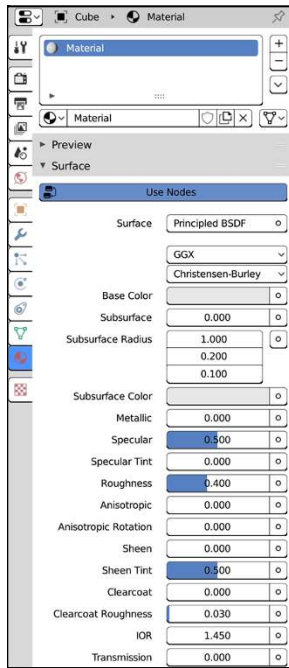 Cube Material
Material
Material
Preview
Surface
Use Nodes
Surface Principled BSDF
GGX
Christensen-Burley
Base Color
Subsurface 0.000
Subsurface Radius 1.000
0.200
0.100
Subsurface Color
Metallic 0.000
Specular 0.500
Specular Tint 0.000
Roughness 0.400
Anisotropic 0.000
Anisotropic Rotation 0.000
Sheen 0.000
Sheen Tint 0.500
Clearcoat 0.000
Clearcoat Roughness 0.030
IOR 1.450
Transmission 0.000